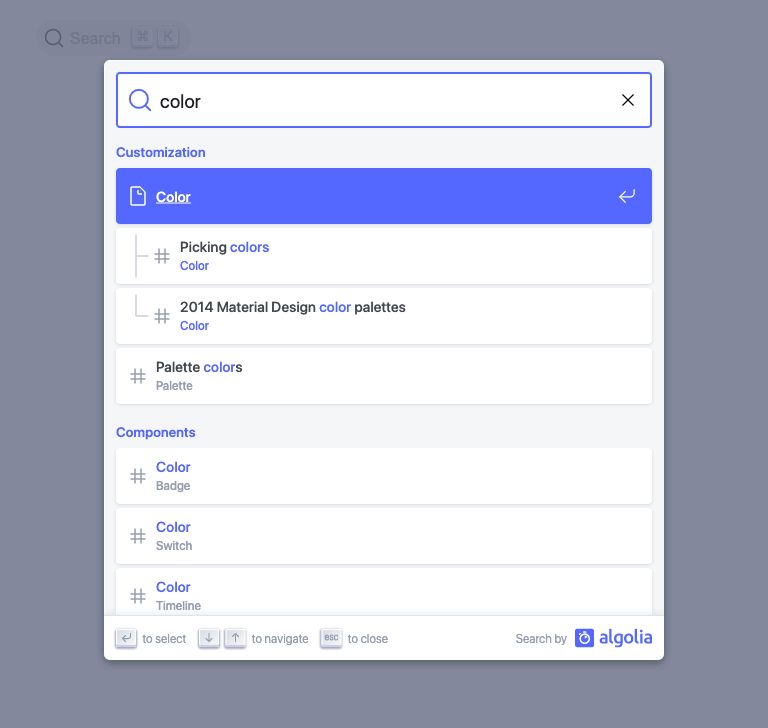 Search ⌘ K
color
Customization
Color
Picking colors
Color
2014 Material Design color palettes
Color
Palette colors
Palette
Components
Color
Badge
Color
Switch
Color
Timeline
to select to navigate esc to close Search by algolia